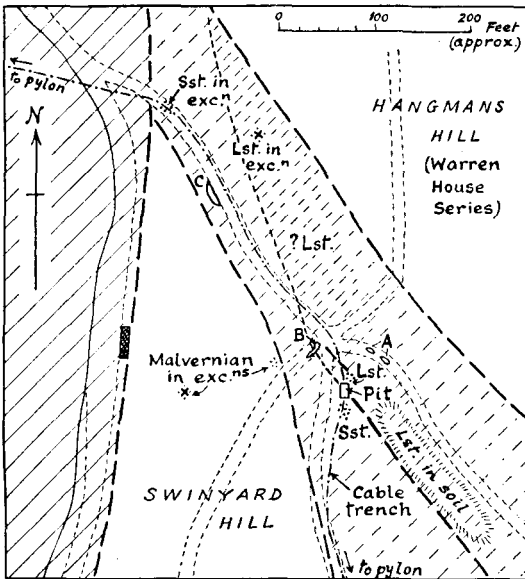 0 100 200
Feet
(approx.)
to pylon
N
Sst. in
exc.ⁿ
Lst. in
exc.ⁿ
HANGMANS
HILL
(Warren
House
Series)
C
? Lst.
B
A
Malvernian
in exc.ⁿˢ
Lst.
Pit
Sst.
Lst. in soil
SWINYARD
HILL
Cable
trench
to pylon